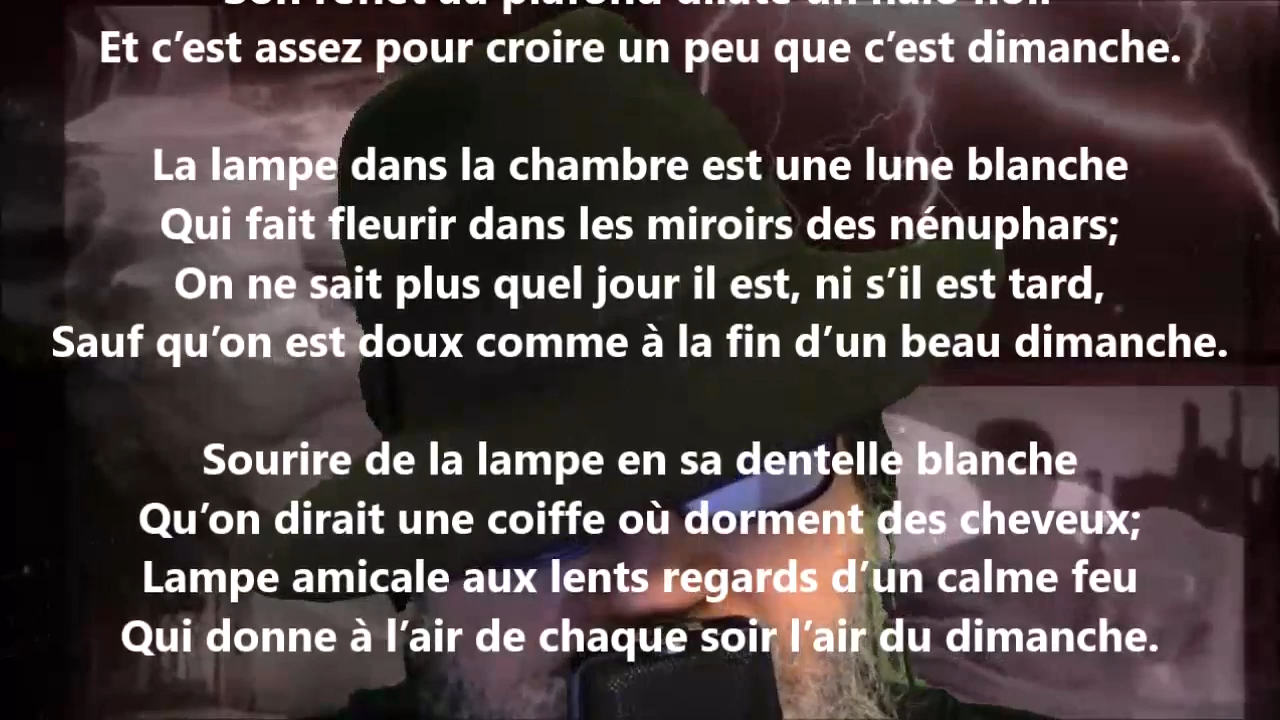 Et c’est assez pour croire un peu que c’est dimanche.
La lampe dans la chambre est une lune blanche
Qui fait fleurir dans les miroirs des nénuphars;
On ne sait plus quel jour il est, ni s’il est tard,
Sauf qu’on est doux comme à la fin d’un beau dimanche.
Sourire de la lampe en sa dentelle blanche
Qu’on dirait une coiffe où dorment des cheveux;
Lampe amicale aux lents regards d’un calme feu
Qui donne à l’air de chaque soir l’air du dimanche.